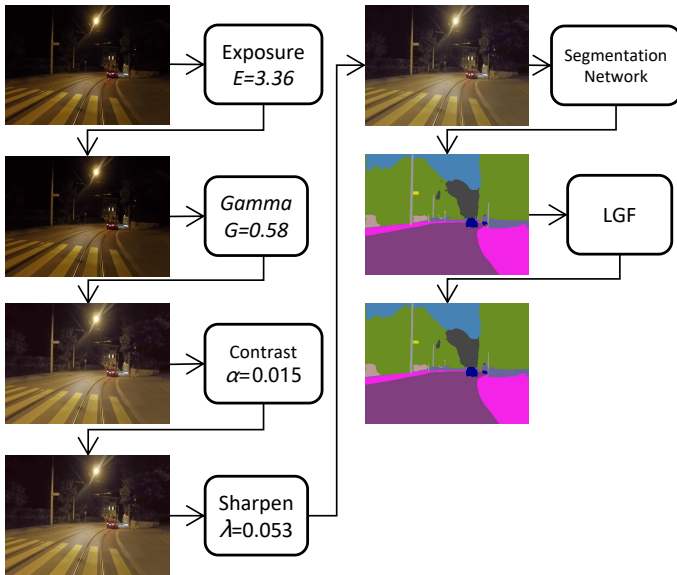 Exposure
E=3.36
Gamma
G=0.58
Contrast
α=0.015
Sharpen
λ=0.053
Segmentation
Network
LGF